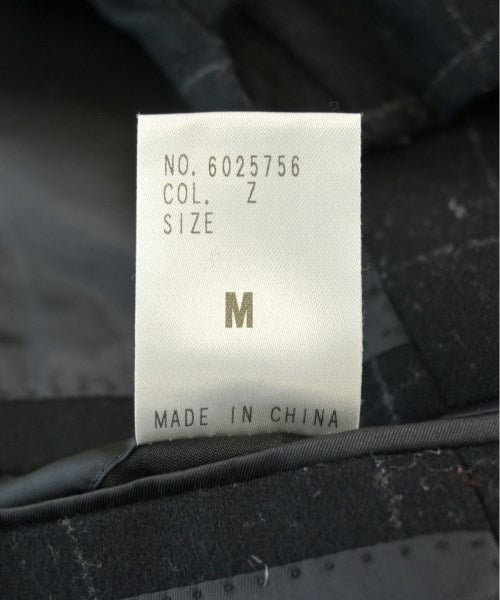 NO. 6025756
COL. Z
SIZE
M
MADE IN CHINA